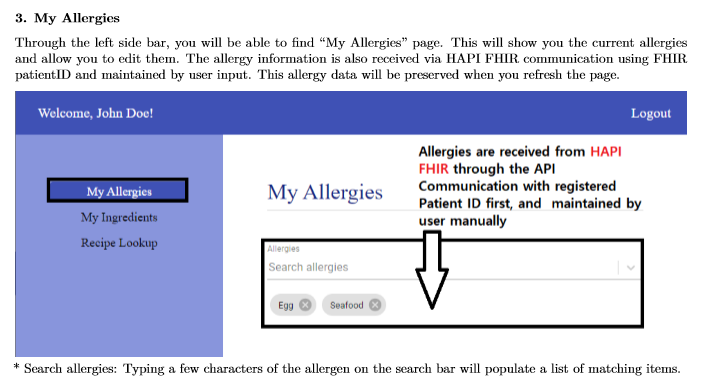 3. My Allergies
Through the left side bar, you will be able to find “My Allergies” page. This will show you the current allergies
and allow you to edit them. The allergy information is also received via HAPI FHIR communication using FHIR
patientID and maintained by user input. This allergy data will be preserved when you refresh the page.
Welcome, John Doe!
Logout
My Allergies
My Ingredients
Recipe Lookup
My Allergies
Allergies are received from HAPI
FHIR through the API
Communication with registered
Patient ID first, and maintained by
user manually
Allergies
Search allergies
Egg
Seafood
* Search allergies: Typing a few characters of the allergen on the search bar will populate a list of matching items.